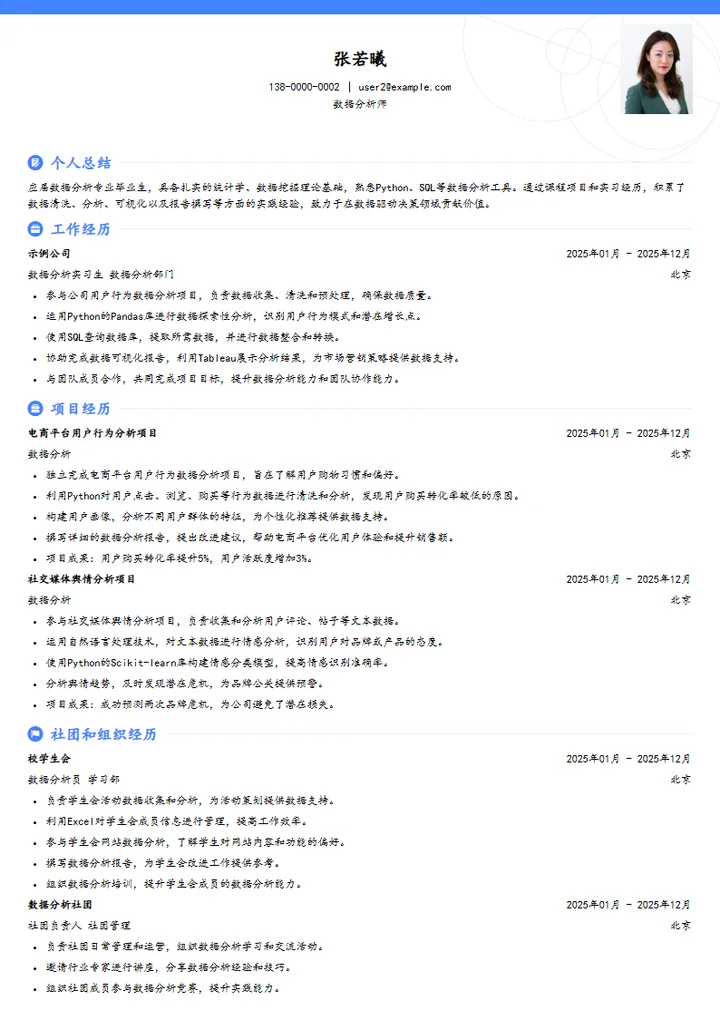 张若曦
138-0000-0002 | user2@example.com
数据分析师
个人总结
应届数据分析专业毕业生，具备扎实的统计学、数据挖掘理论基础，熟悉Python、SQL等数据分析工具。通过课程项目和实习经历，积累了
数据清洗、分析、可视化以及报告撰写等方面的实践经验，致力于在数据驱动决策领域贡献价值。
工作经历
示例公司 2025年01月 - 2025年12月
数据分析实习生 数据分析部门 北京
• 参与公司用户行为数据分析项目，负责数据收集、清洗和预处理，确保数据质量。
• 运用Python的Pandas库进行数据探索性分析，识别用户行为模式和潜在增长点。
• 使用SQL查询数据库，提取所需数据，并进行数据整合和转换。
• 协助完成数据可视化报告，利用Tableau展示分析结果，为市场营销策略提供数据支持。
• 与团队成员合作，共同完成项目目标，提升数据分析能力和团队协作能力。
项目经历
电商平台用户行为分析项目 2025年01月 - 2025年12月
数据分析 北京
• 独立完成电商平台用户行为数据分析项目，旨在了解用户购物习惯和偏好。
• 利用Python对用户点击、浏览、购买等行为数据进行清洗和分析，发现用户购买转化率较低的原因。
• 构建用户画像，分析不同用户群体的特征，为个性化推荐提供数据支持。
• 撰写详细的数据分析报告，提出改进建议，帮助电商平台优化用户体验和提升销售额。
• 项目成果：用户购买转化率提升5%，用户活跃度增加3%。
社交媒体舆情分析项目 2025年01月 - 2025年12月
数据分析 北京
• 参与社交媒体舆情分析项目，负责收集和分析用户评论、帖子等文本数据。
• 运用自然语言处理技术，对文本数据进行情感分析，识别用户对品牌或产品的态度。
• 使用Python的Scikit-learn库构建情感分类模型，提高情感识别准确率。
• 分析舆情趋势，及时发现潜在危机，为品牌公关提供预警。
• 项目成果：成功预测两次品牌危机，为公司避免了潜在损失。
社团和组织经历
校学生会 2025年01月 - 2025年12月
数据分析员 学习部 北京
• 负责学生会活动数据收集和分析，为活动策划提供数据支持。
• 利用Excel对学生会成员信息进行管理，提高工作效率。
• 参与学生会网站数据分析，了解学生对网站内容和功能的偏好。
• 撰写数据分析报告，为学生会改进工作提供参考。
• 组织数据分析培训，提升学生会成员的数据分析能力。
数据分析社团 2025年01月 - 2025年12月
社团负责人 社团管理 北京
• 负责社团日常管理和运营，组织数据分析学习和交流活动。
• 邀请行业专家进行讲座，分享数据分析经验和技巧。
• 组织社团成员参与数据分析竞赛，提升实践能力。